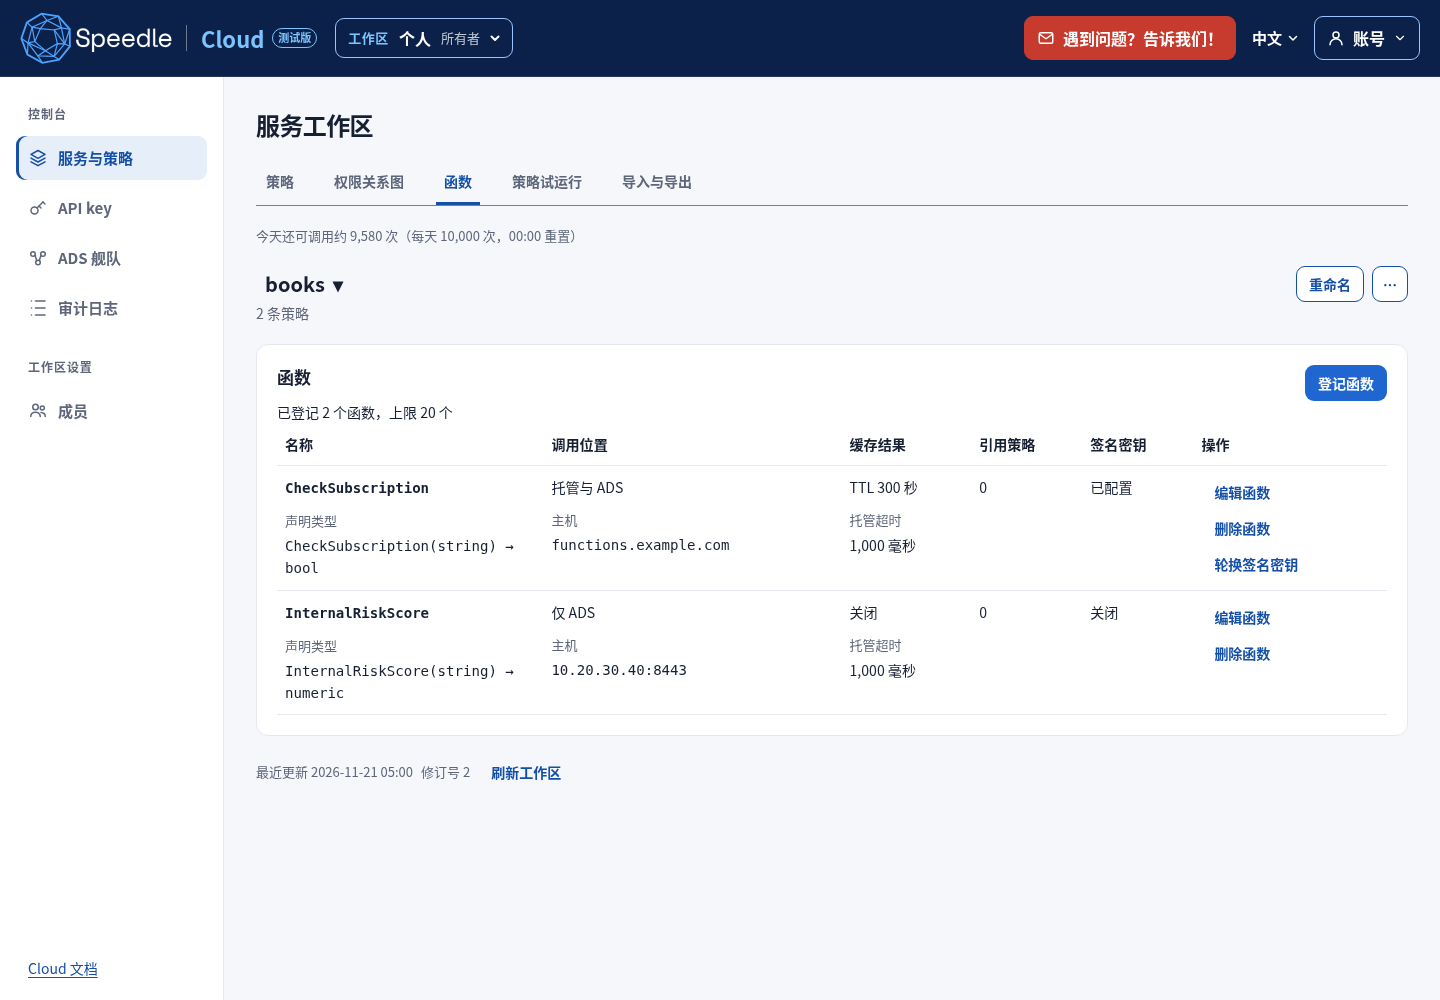 Speedle Cloud 测试版 工作区 个人 所有者 遇到问题？告诉我们！ 中文 账号
控制台
服务与策略
API key
ADS 舰队
审计日志
工作区设置
成员
Cloud 文档
服务工作区
策略 权限关系图 函数 策略试运行 导入与导出
今天还可调用约 9,580 次（每天 10,000 次，00:00 重置）
books ▼ 重命名 ···
2 条策略
函数 登记函数
已登记 2 个函数，上限 20 个
名称 调用位置 缓存结果 引用策略 签名密钥 操作
CheckSubscription 托管与 ADS TTL 300 秒 0 已配置 编辑函数
声明类型 主机 托管超时 删除函数
CheckSubscription(string) → functions.example.com 1,000 毫秒
bool 轮换签名密钥
InternalRiskScore 仅 ADS 关闭 0 关闭 编辑函数
声明类型 主机 托管超时 删除函数
InternalRiskScore(string) → 10.20.30.40:8443 1,000 毫秒
numeric
最近更新 2026-11-21 05:00 修订号 2 刷新工作区